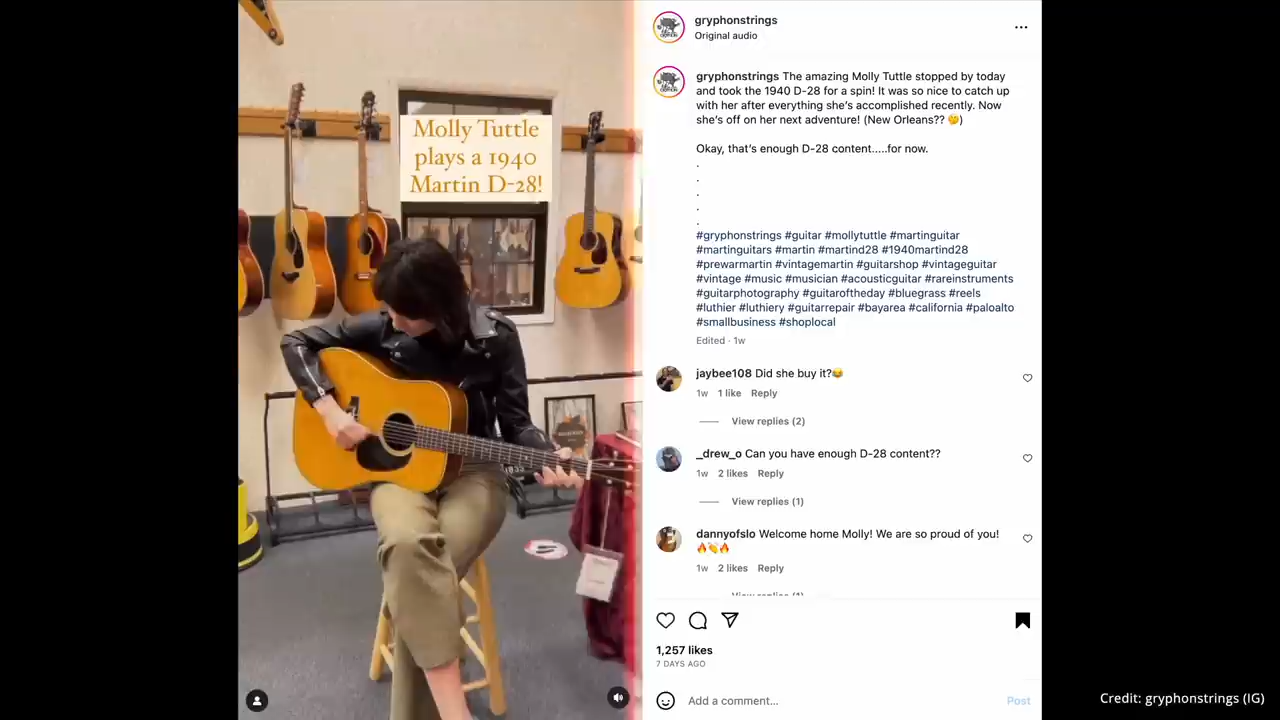 Molly Tuttle
plays a 1940
Martin D-28!
gryphonstrings
Original audio
gryphonstrings The amazing Molly Tuttle stopped by today
and took the 1940 D-28 for a spin! It was so nice to catch up
with her after everything she's accomplished recently. Now
she's off on her next adventure! (New Orleans?? 🤔)
Okay, that's enough D-28 content.....for now.
.
.
.
.
.
#gryphonstrings #guitar #mollytuttle #martinguitar
#martinguitars #martin #martind28 #1940martind28
#prewarmartin #vintagemartin #guitarshop #vintageguitar
#vintage #music #musician #acousticguitar #rareinstruments
#guitarphotography #guitaroftheday #bluegrass #reels
#luthier #luthiery #guitarrepair #bayarea #california #paloalto
#smallbusiness #shoplocal
Edited · 1w
jaybee108 Did she buy it?😂
1w 1 like Reply
View replies (2)
_drew_o Can you have enough D-28 content??
1w 2 likes Reply
View replies (1)
dannyofslo Welcome home Molly! We are so proud of you!
🔥👏🔥
1w 2 likes Reply
View replies (1)
1,257 likes
7 DAYS AGO
Add a comment...
Post
Credit: gryphonstrings (IG)